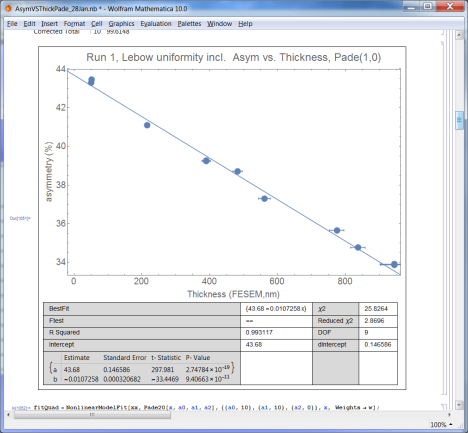 AsymVSThickPade_28Jan.nb * - Wolfram Mathematica 10.0
File Edit Insert Format Cell Graphics Evaluation Palettes Window Help
Corrected Total 10 99.6148
Run 1, Lebow uniformity incl. Asym vs. Thickness, Pade(1,0)
44
42
40
38
36
34
asymmetry (%)
0 200 400 600 800
Thickness (FESEM,nm)
BestFit {43.68 - 0.0107258 x} χ2 25.8264
Ftest == Reduced χ2 2.8696
R Squared 0.993117 DOF 9
Intercept 43.68 dIntercept 0.146586
Estimate Standard Error t- Statistic P- Value
a 43.68 0.146586 297.981 2.74784 × 10⁻¹⁹
b -0.0107258 0.000320682 -33.4469 9.40663 × 10⁻¹¹
fitQuad = NonlinearModelFit[xx, Pade20[x, a0, a1, a2], {{a0, 10}, {a1, 10}, {a2, 0}}, x, Weights → w];
100%